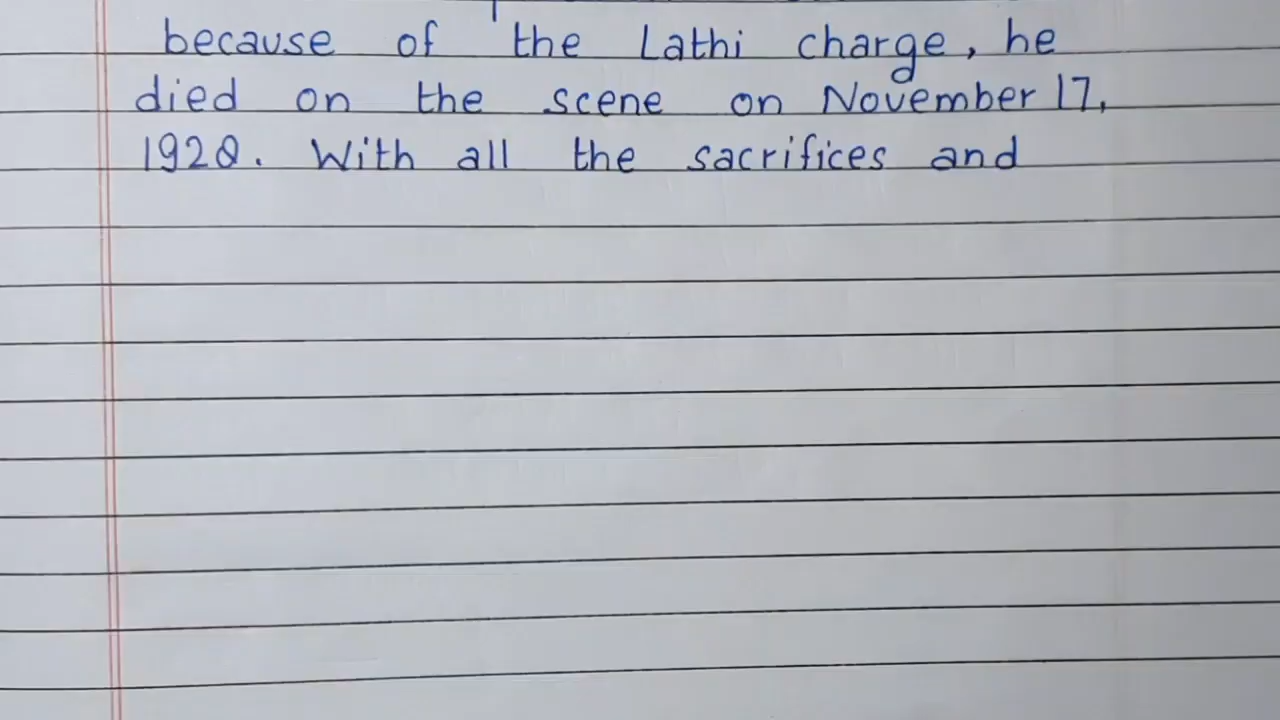 because of the Lathi charge, he
died on the scene on November 17,
1928. With all the sacrifices and